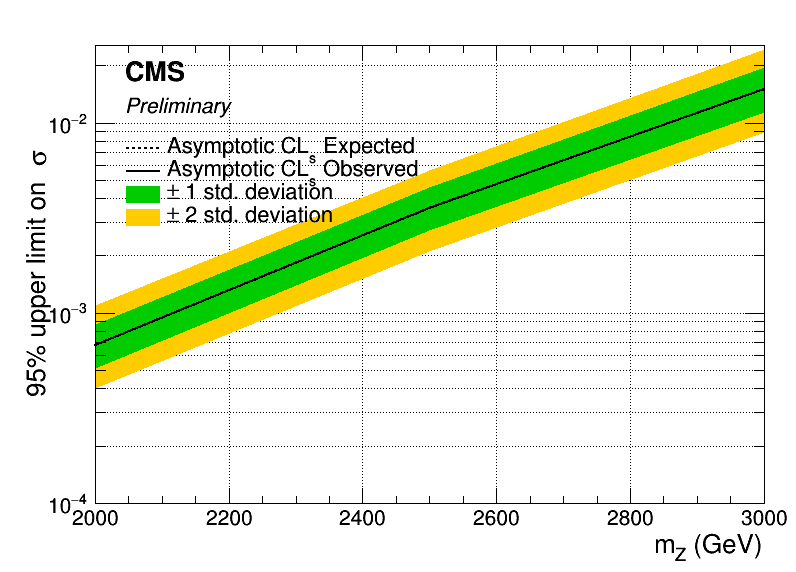 CMS
Preliminary
Asymptotic CLs Expected
Asymptotic CLs Observed
± 1 std. deviation
± 2 std. deviation
95% upper limit on σ
10−2
10−3
10−4
2000 2200 2400 2600 2800 3000
mZ (GeV)